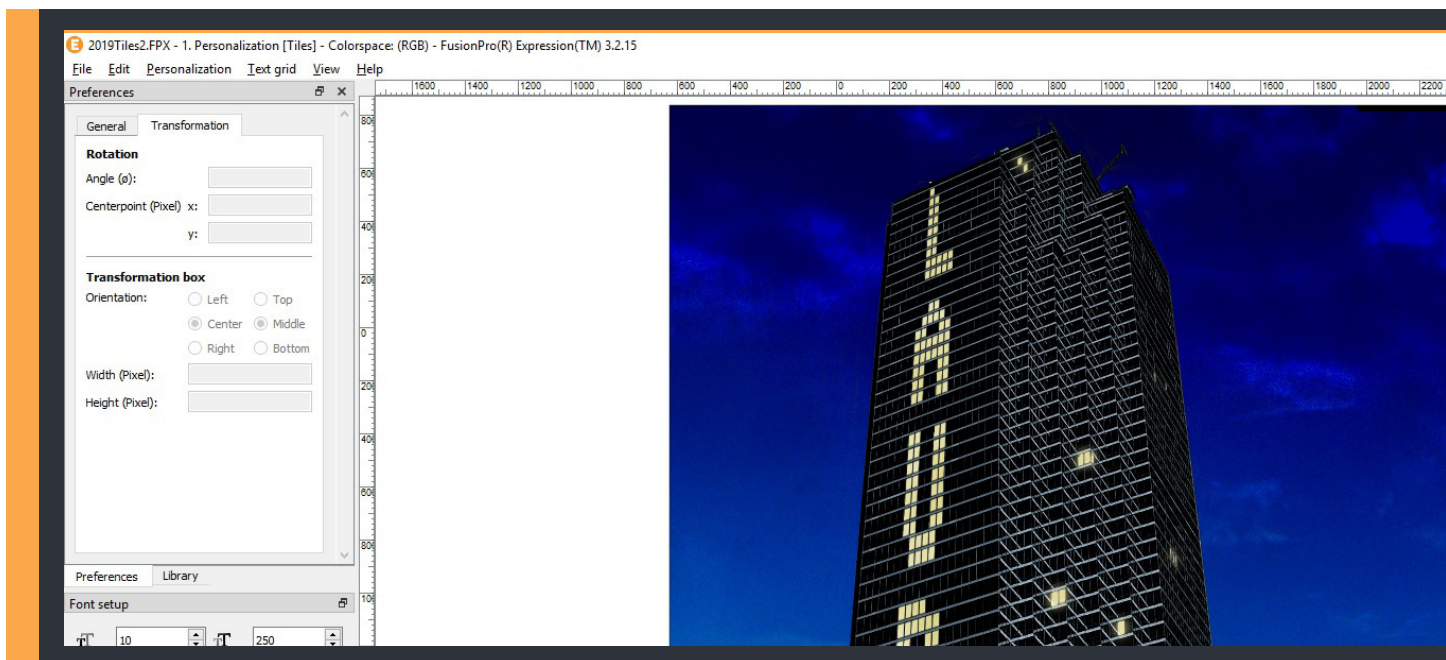 2019Tiles2.FPX - 1. Personalization [Tiles] - Colorspace: (RGB) - FusionPro(R) Expression(TM) 3.2.15
File Edit Personalization Text grid View Help
Preferences
1600 1400 1200 1000 800 600 400 200 0 200 400 600 800 1000 1200 1400 1600 1800 2000 2200
General Transformation
Rotation
Angle (ø):
Centerpoint (Pixel) x:
y:
Transformation box
Orientation: Left Top
Center Middle
Right Bottom
Width (Pixel):
Height (Pixel):
Preferences Library
Font setup
10 250
L
A
U